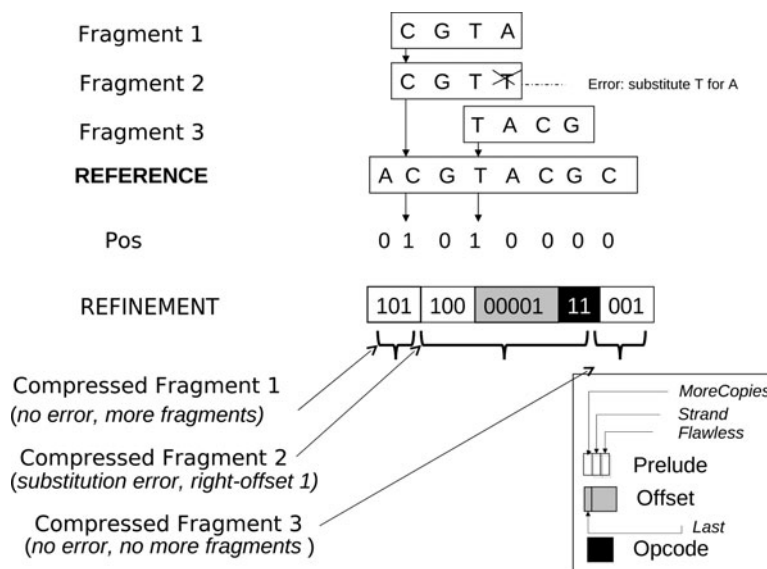 Fragment 1 C G T A
Fragment 2 C G T T Error: substitute T for A
Fragment 3 T A C G
REFERENCE A C G T A C G C
Pos 0 1 0 1 0 0 0 0
REFINEMENT 101 100 00001 11 001
Compressed Fragment 1
(no error, more fragments)
Compressed Fragment 2
(substitution error, right-offset 1)
Compressed Fragment 3
(no error, no more fragments )
MoreCopies
Strand
Flawless
Prelude
Offset
Last
Opcode